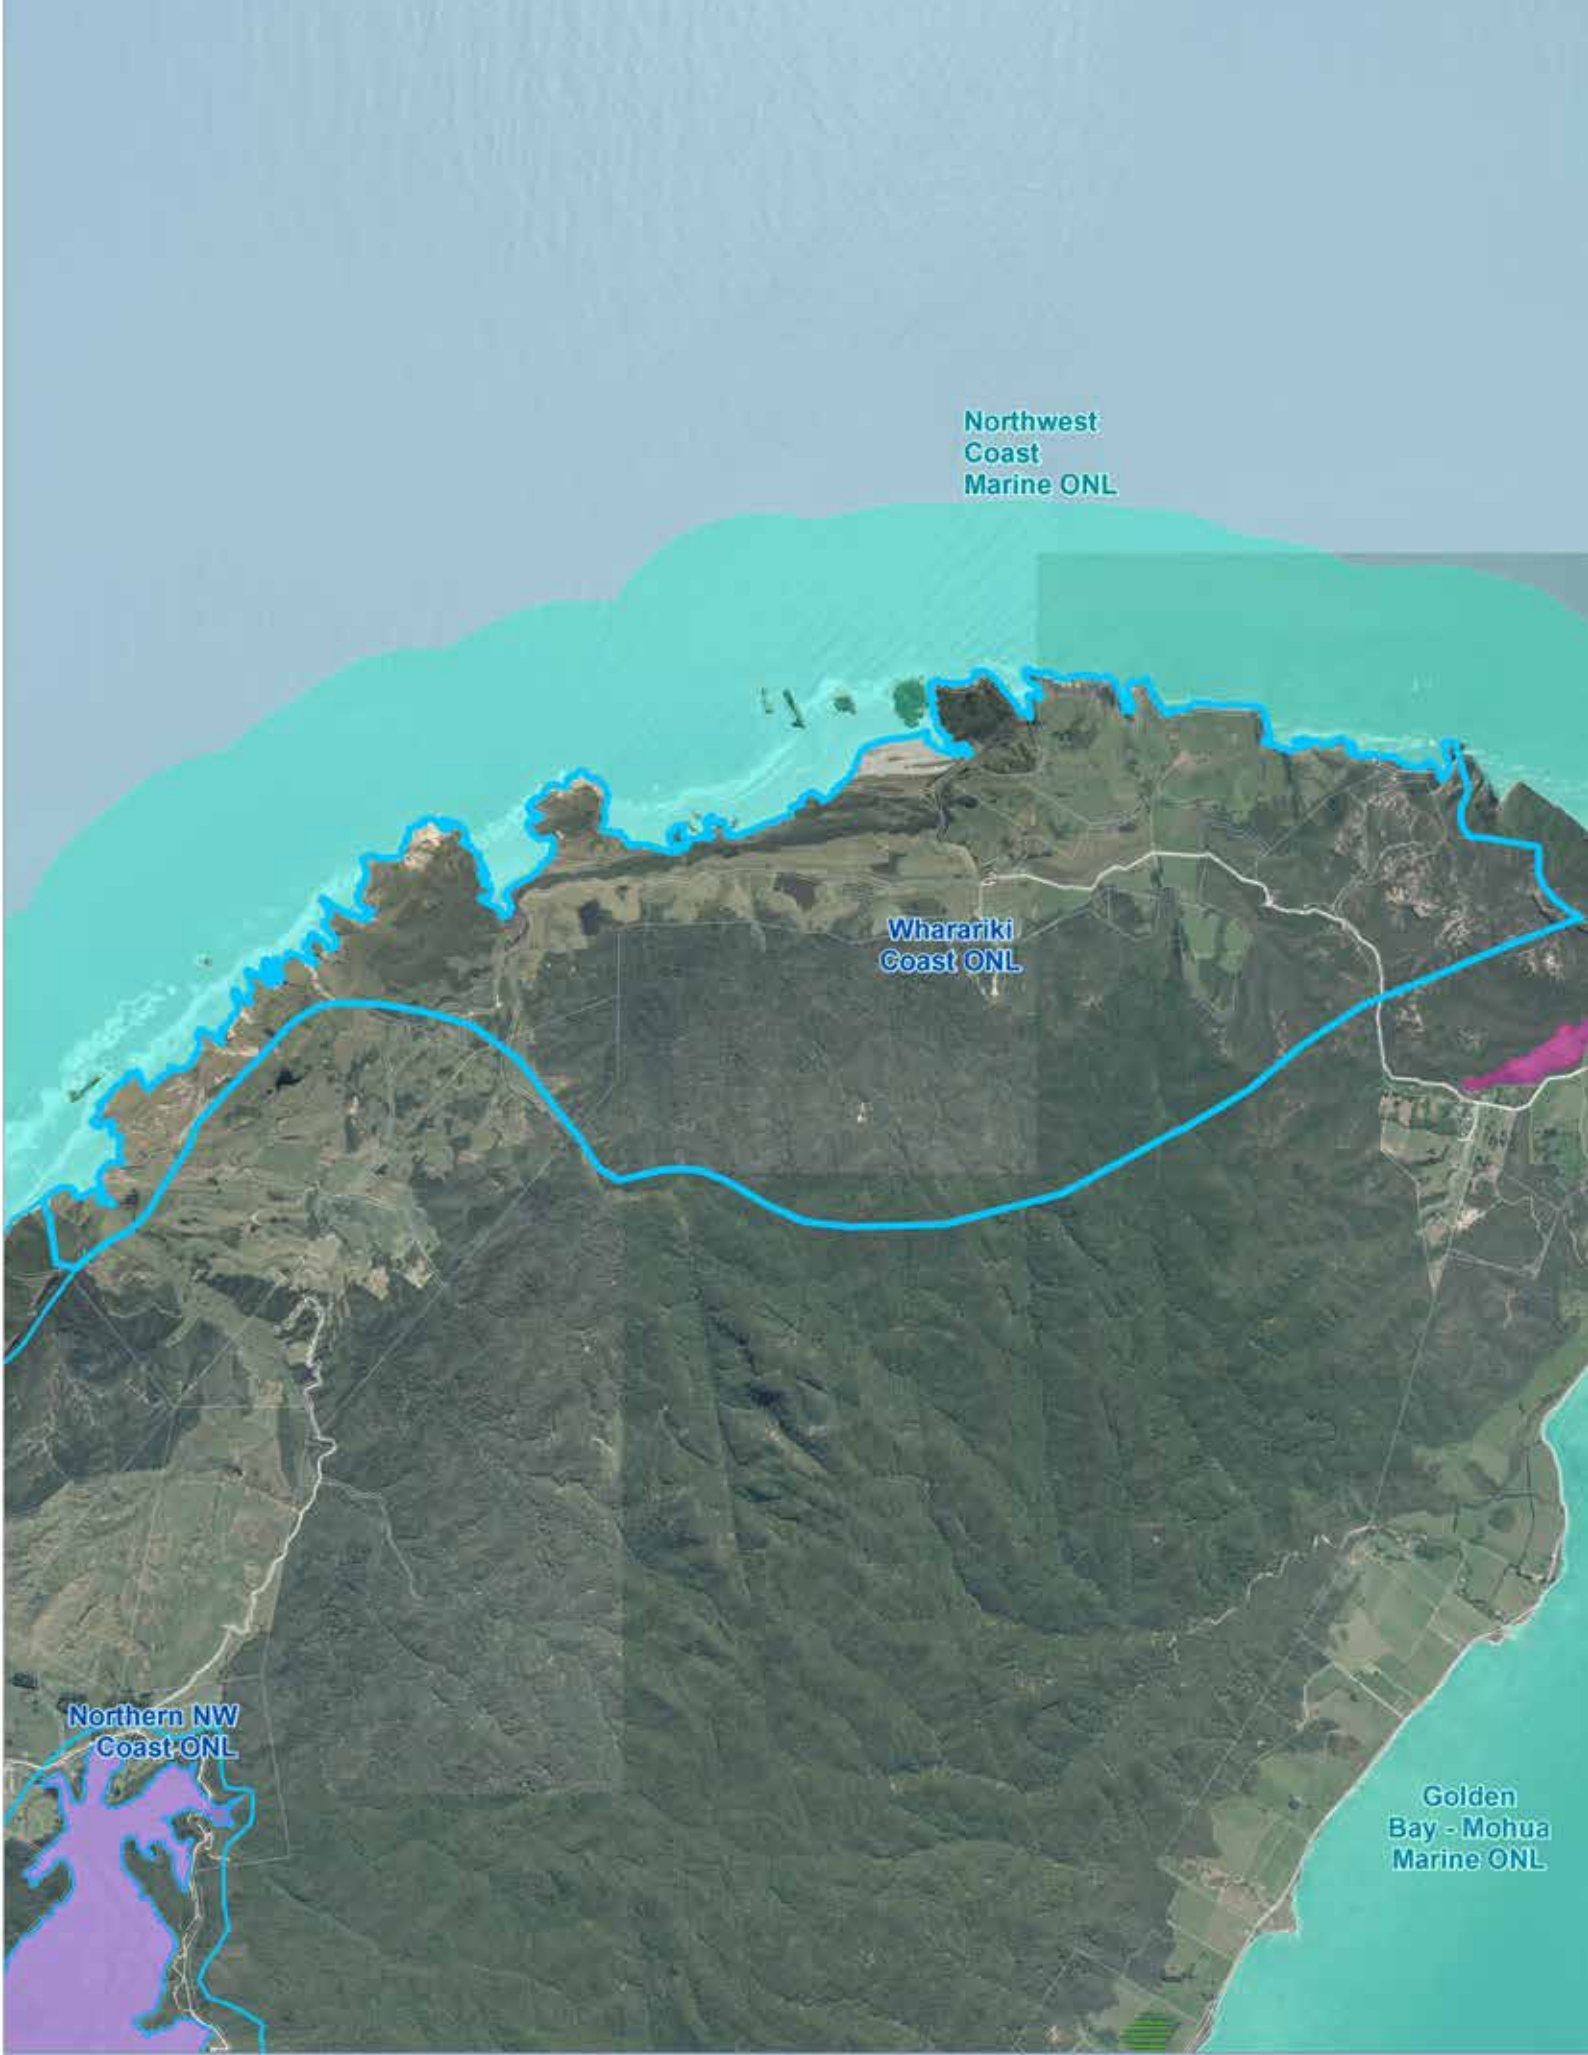 Northwest
Coast
Marine ONL
Wharariki
Coast ONL
Northern NW
Coast ONL
Golden
Bay - Mohua
Marine ONL